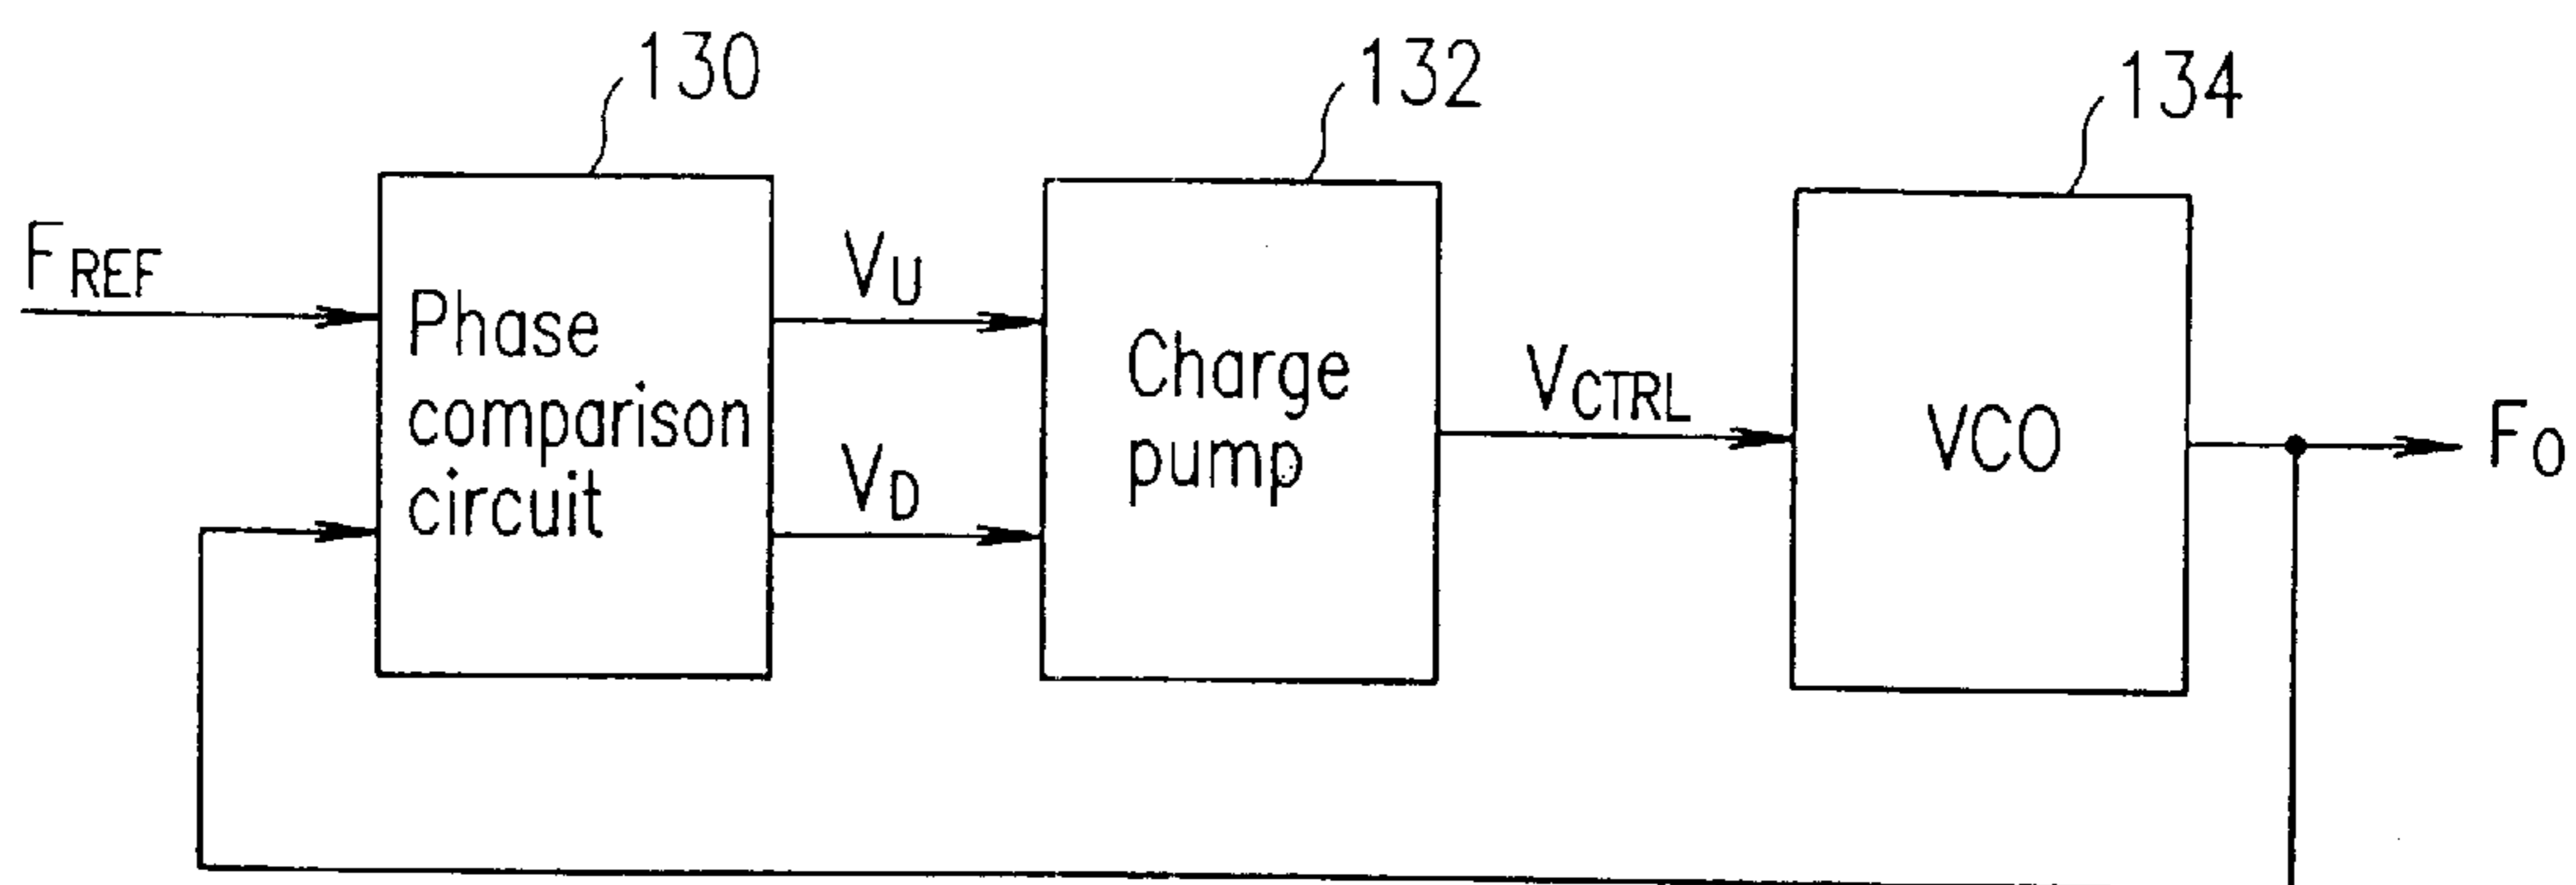 130
132
134
FREF
Phase
comparison
circuit
VU
VD
Charge
pump
VCTRL
VCO
FO